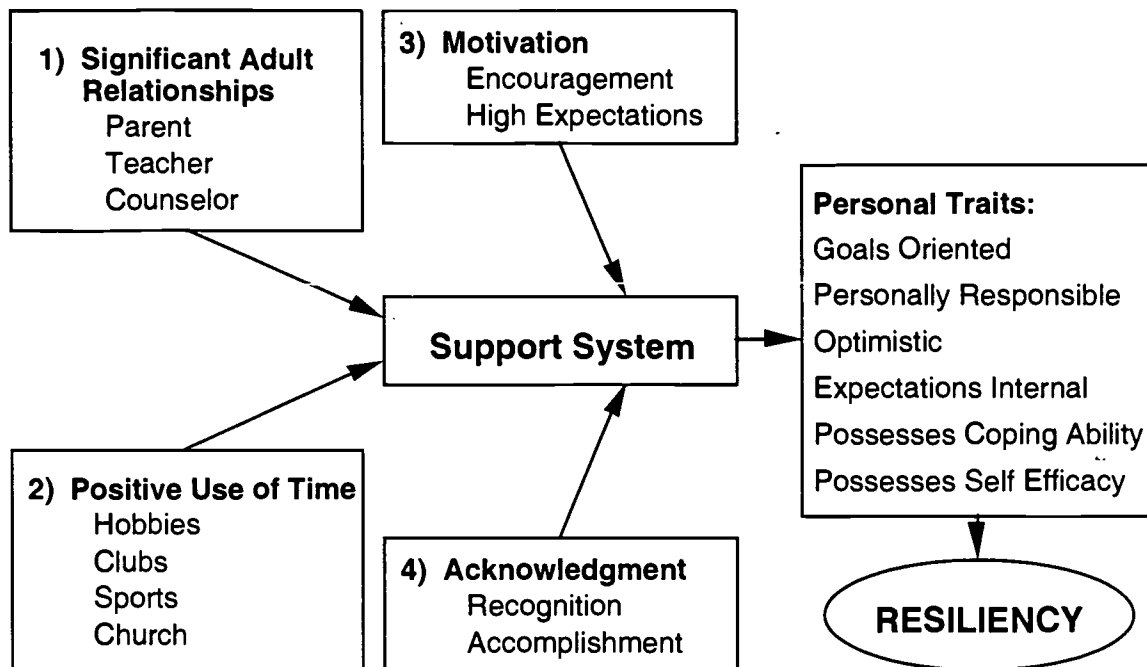 1) Significant Adult
Relationships
Parent
Teacher
Counselor
2) Positive Use of Time
Hobbies
Clubs
Sports
Church
3) Motivation
Encouragement
High Expectations
4) Acknowledgment
Recognition
Accomplishment
Support System
Personal Traits:
Goals Oriented
Personally Responsible
Optimistic
Expectations Internal
Possesses Coping Ability
Possesses Self Efficacy
RESILIENCY